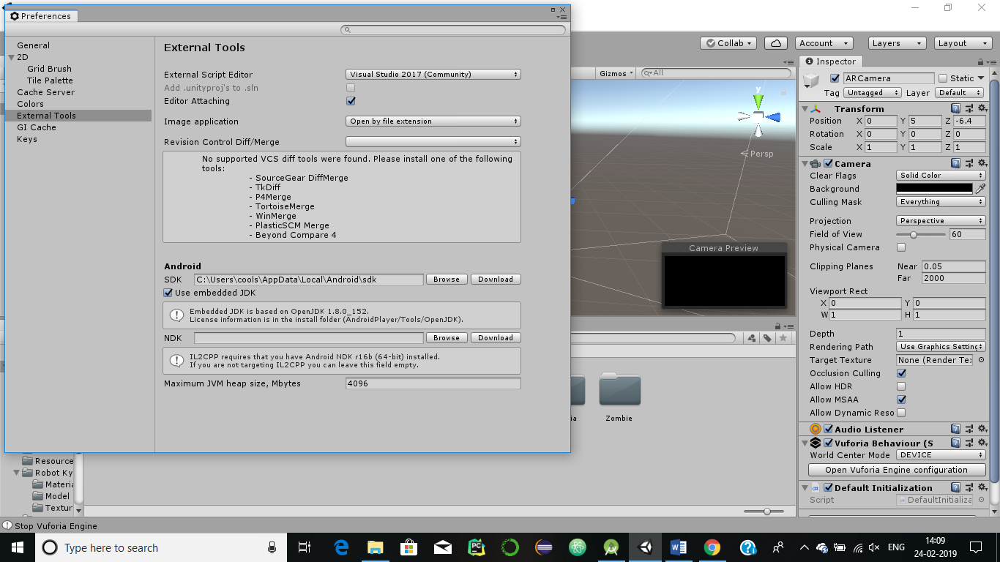 Preferences
General
2D
Grid Brush
Tile Palette
Cache Server
Colors
External Tools
GI Cache
Keys
External Tools
External Script Editor Visual Studio 2017 (Community)
Add .unityproj's to .sln
Editor Attaching
Image application Open by file extension
Revision Control Diff/Merge
No supported VCS diff tools were found. Please install one of the following
tools:
- SourceGear DiffMerge
- TkDiff
- P4Merge
- TortoiseMerge
- WinMerge
- PlasticSCM Merge
- Beyond Compare 4
Android
SDK C:\Users\cools\AppData\Local\Android\sdk Browse Download
Use embedded JDK
Embedded JDK is based on OpenJDK 1.8.0_152.
License information is in the install folder (AndroidPlayer/Tools/OpenJDK).
NDK Browse Download
IL2CPP requires that you have Android NDK r16b (64-bit) installed.
If you are not targeting IL2CPP you can leave this field empty.
Maximum JVM heap size, Mbytes 4096
Collab Account Layers Layout
Gizmos All
y
Persp
Camera Preview
ia Zombie
Inspector
ARCamera Static
Tag Untagged Layer Default
Transform
Position X 0 Y 5 Z -6.4
Rotation X 0 Y 0 Z 0
Scale X 1 Y 1 Z 1
Camera
Clear Flags Solid Color
Background
Culling Mask Everything
Projection Perspective
Field of View 60
Physical Camera
Clipping Planes Near 0.05
Far 2000
Viewport Rect
X 0 Y 0
W 1 H 1
Depth 1
Rendering Path Use Graphics Setting
Target Texture None (Render Tex
Occlusion Culling
Allow HDR
Allow MSAA
Allow Dynamic Reso
Audio Listener
Vuforia Behaviour (S
World Center Mode DEVICE
Open Vuforia Engine configuration
Default Initialization
Script DefaultInitializa
Resource
Robot Ky
Materia
Model
Textur
Stop Vuforia Engine
Type here to search
ENG
14:09
24-02-2019